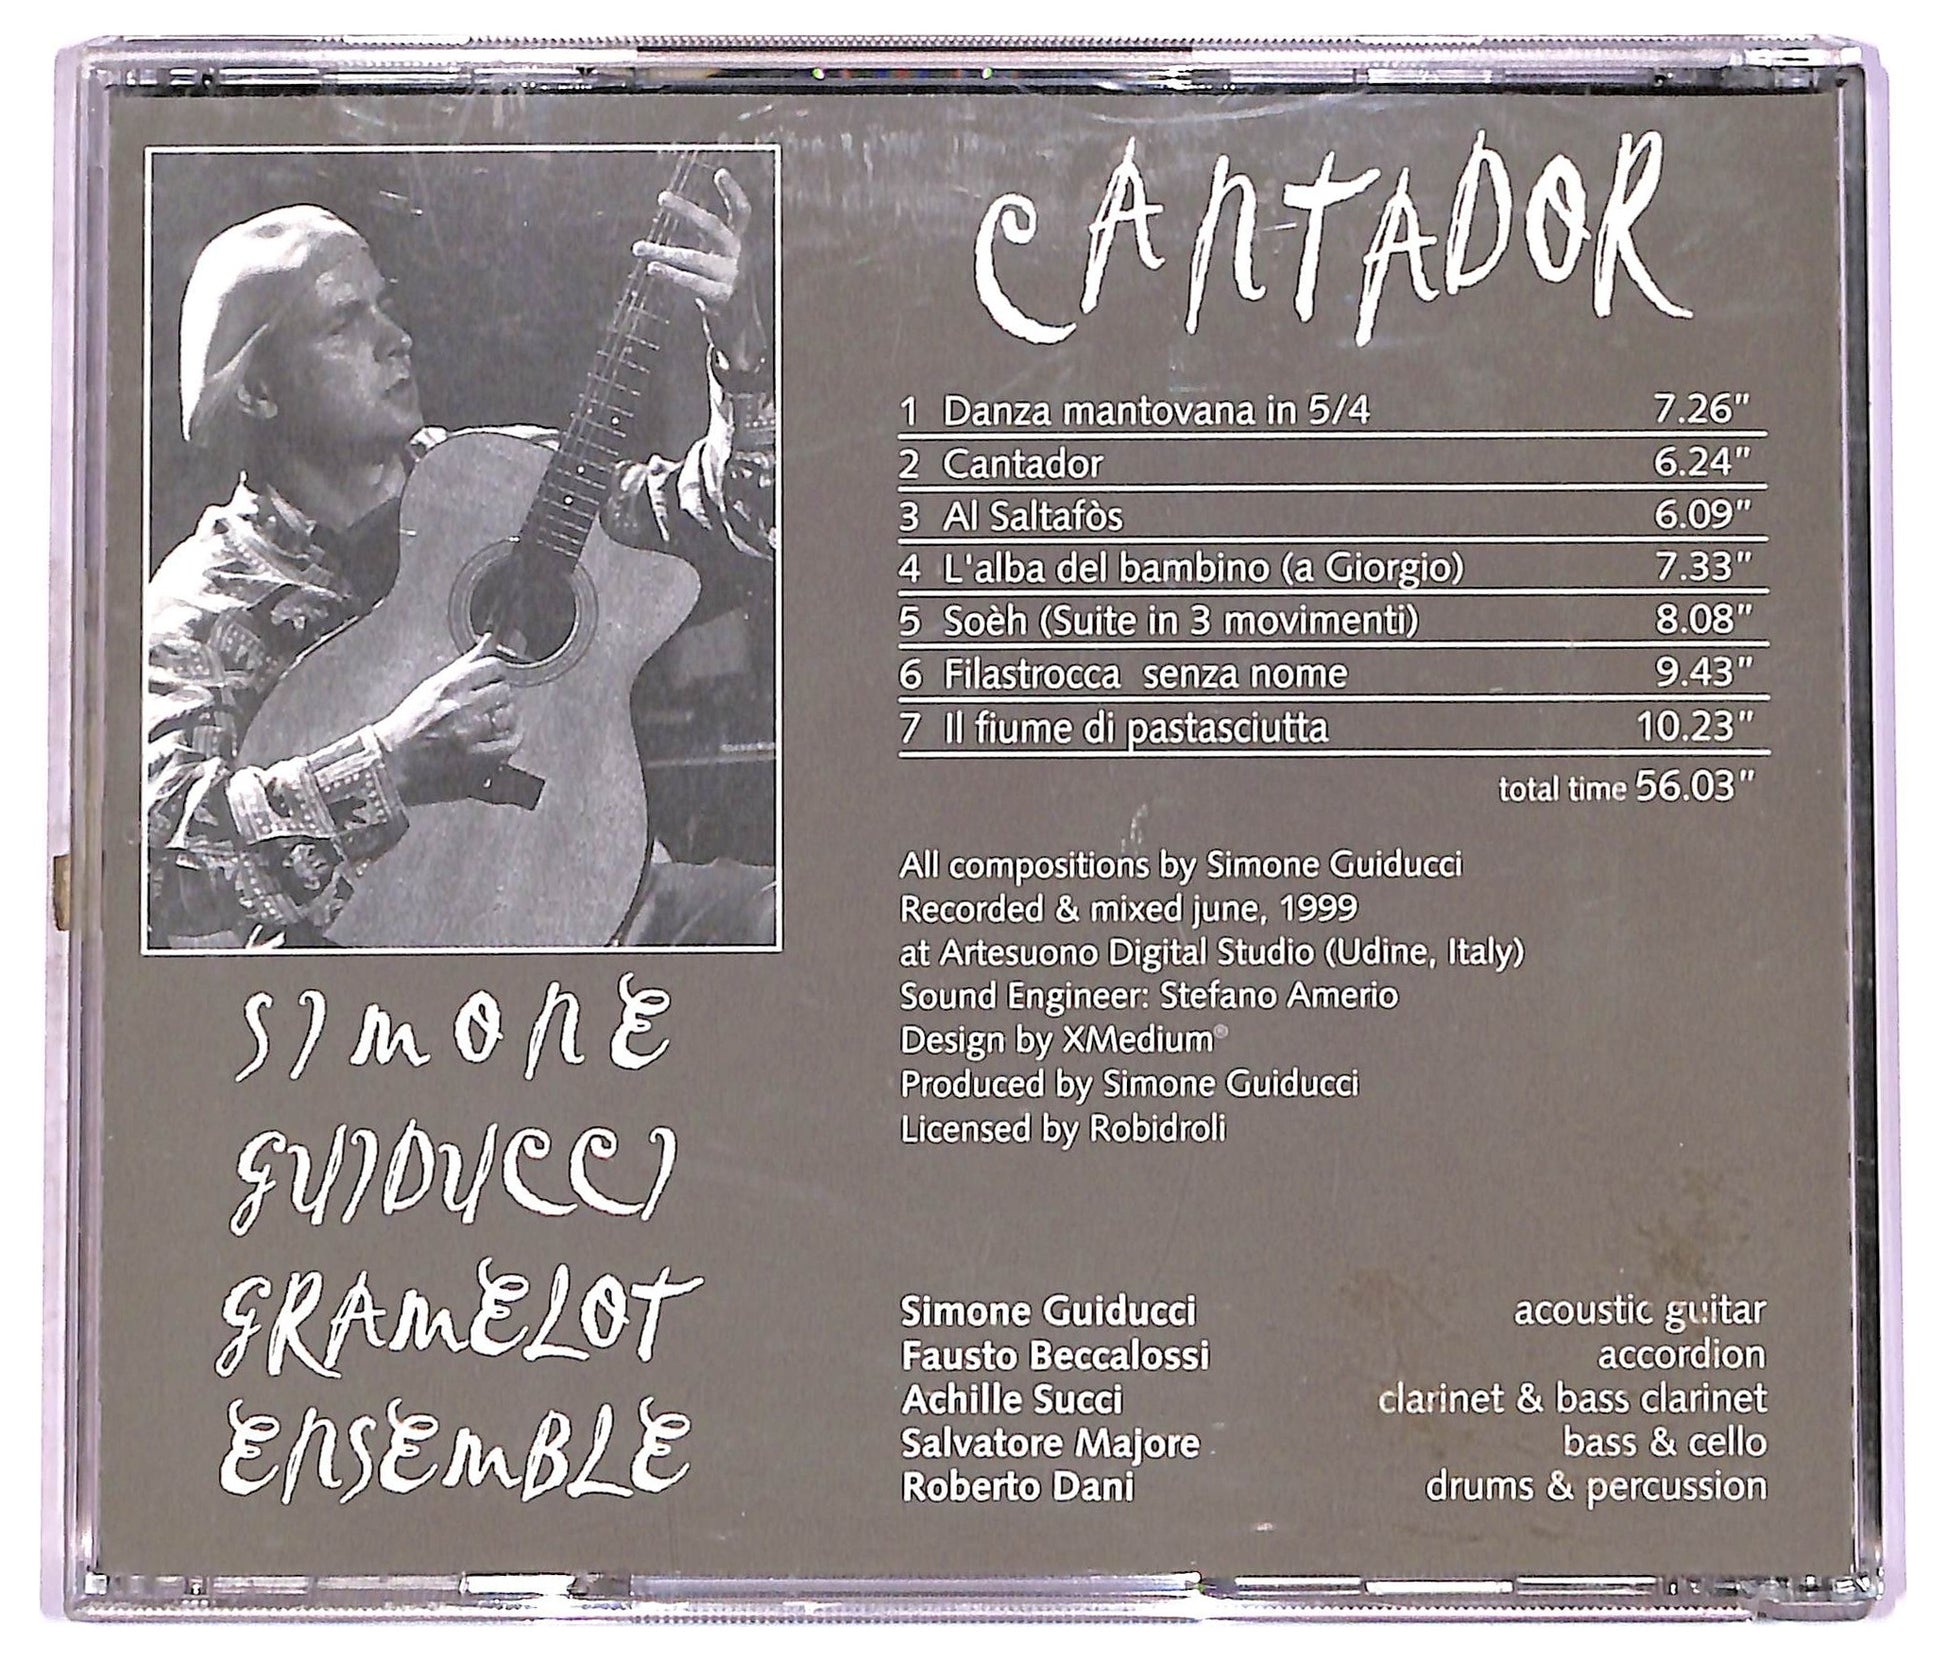 CANTADOR
1 Danza mantovana in 5/4 7.26"
2 Cantador 6.24"
3 Al Saltafòs 6.09"
4 L'alba del bambino (a Giorgio) 7.33"
5 Soèh (Suite in 3 movimenti) 8.08"
6 Filastrocca senza nome 9.43"
7 Il fiume di pastasciutta 10.23"
total time 56.03"
All compositions by Simone Guiducci
Recorded & mixed june, 1999
at Artesuono Digital Studio (Udine, Italy)
Sound Engineer: Stefano Amerio
Design by XMedium®
Produced by Simone Guiducci
Licensed by Robidroli
SIMONE
GUIDUCCI
GRAMELOT
ENSEMBLE
Simone Guiducci acoustic guitar
Fausto Beccalossi accordion
Achille Succi clarinet & bass clarinet
Salvatore Majore bass & cello
Roberto Dani drums & percussion